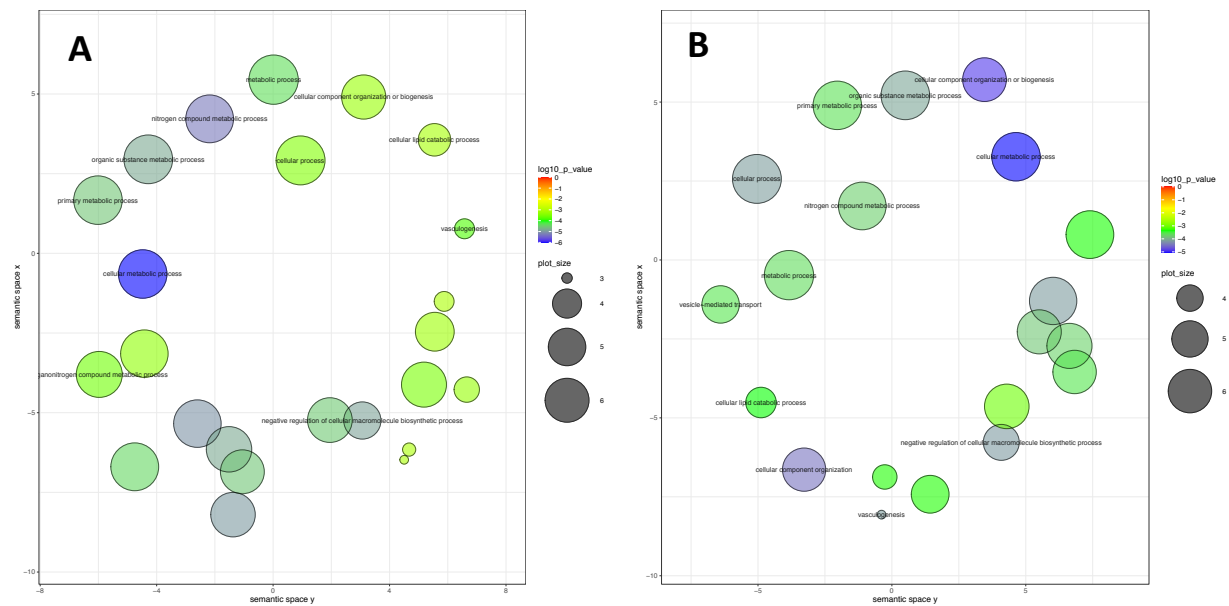 A
metabolic process
cellular component organization or biogenesis
nitrogen compound metabolic process
cellular lipid catabolic process
organic substance metabolic process
cellular process
primary metabolic process
vasculogenesis
cellular metabolic process
ganonitrogen compound metabolic process
negative regulation of cellular macromolecule biosynthetic process
5
0
−5
−10
−8
−4
0
4
8
semantic space x
semantic space y
log10_p_value
0
−1
−2
−3
−4
−5
−6
plot_size
3
4
5
6
B
cellular component organization or biogenesis
organic substance metabolic process
primary metabolic process
cellular metabolic process
cellular process
nitrogen compound metabolic process
metabolic process
vesicle−mediated transport
cellular lipid catabolic process
negative regulation of cellular macromolecule biosynthetic process
cellular component organization
vasculogenesis
5
0
−5
−10
−5
0
5
semantic space x
semantic space y
log10_p_value
0
−1
−2
−3
−4
−5
plot_size
4
5
6